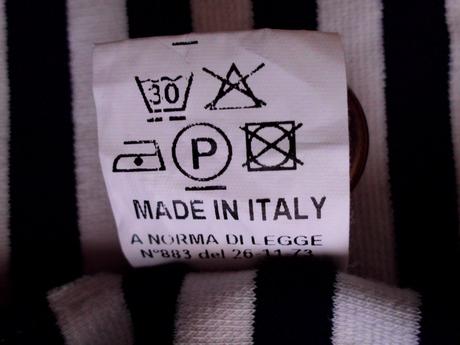 30
P
MADE IN ITALY
A NORMA DI LEGGE
N°883 del 26-11-73